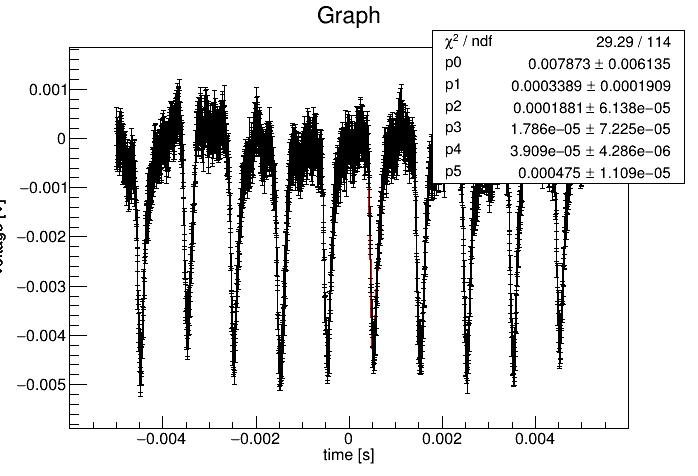 Graph
χ² / ndf 29.29 / 114
p0 0.007873 ± 0.006135
p1 0.0003389 ± 0.0001909
p2 0.0001881 ± 6.138e−05
p3 1.786e−05 ± 7.225e−05
p4 3.909e−05 ± 4.286e−06
p5 0.000475 ± 1.109e−05
0.001
0
−0.001
−0.002
−0.003
−0.004
−0.005
−0.004 −0.002 0 0.002 0.004
time [s]